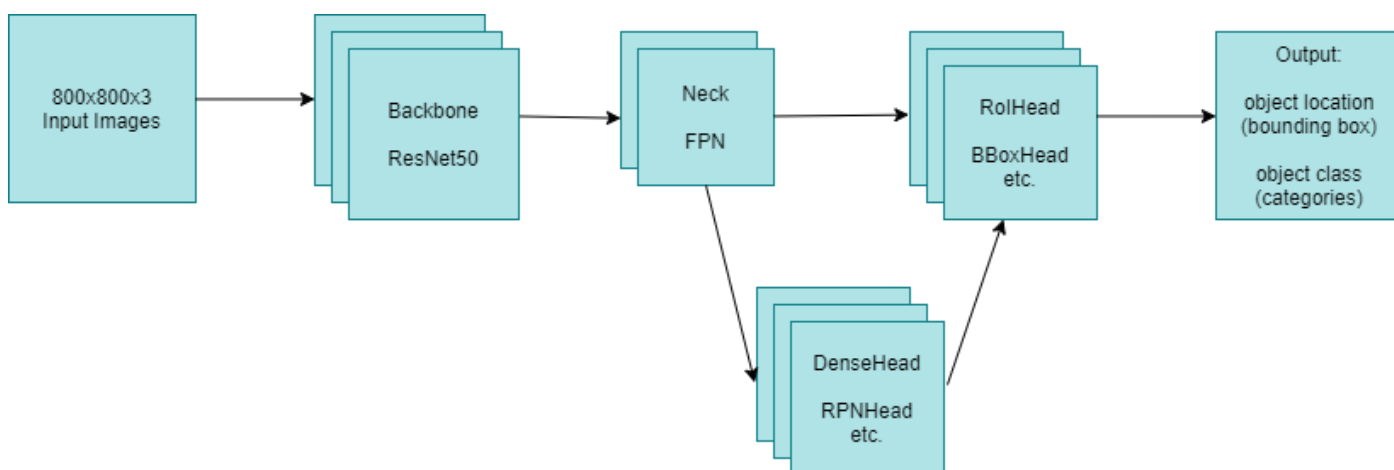 800x800x3
Input Images
Backbone
ResNet50
Neck
FPN
RoIHead
BBoxHead
etc.
Output:
object location
(bounding box)
object class
(categories)
DenseHead
RPNHead
etc.